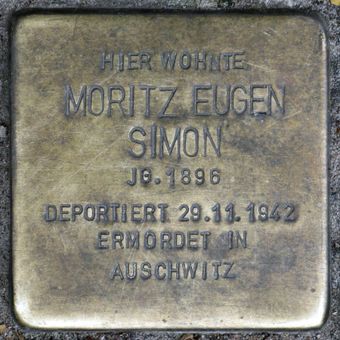 HIER WOHNTE
MORITZ EUGEN
SIMON
JG. 1896
DEPORTIERT 29.11.1942
ERMORDET IN
AUSCHWITZ